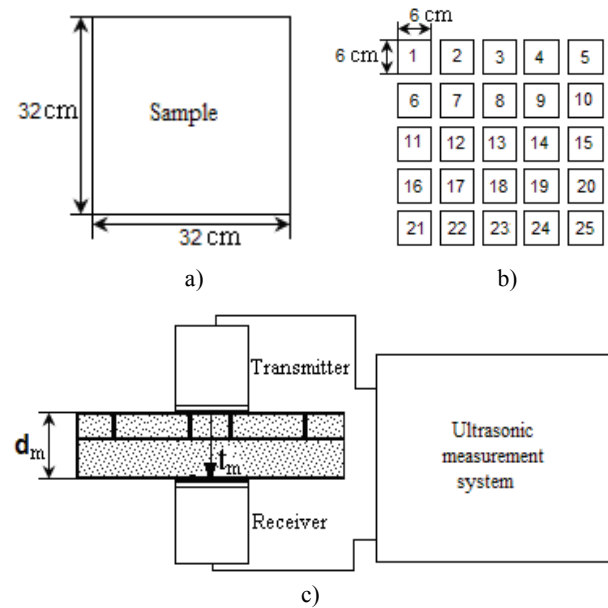 32 cm
Sample
32 cm
a)
6 cm
6 cm
1 2 3 4 5
6 7 8 9 10
11 12 13 14 15
16 17 18 19 20
21 22 23 24 25
b)
Transmitter
dm
tm
Receiver
Ultrasonic
measurement
system
c)